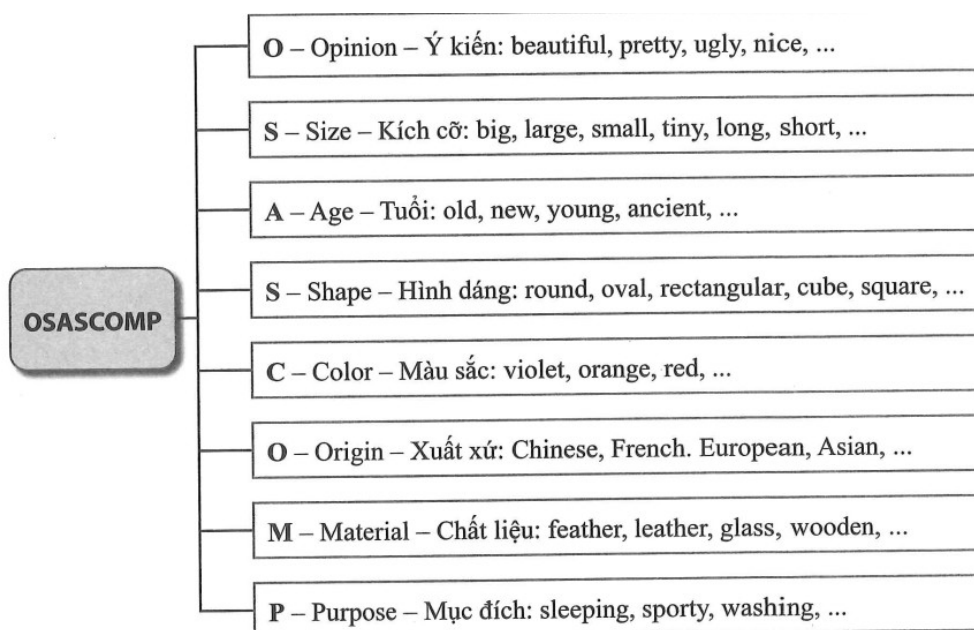 O – Opinion – Ý kiến: beautiful, pretty, ugly, nice, ...
S – Size – Kích cỡ: big, large, small, tiny, long, short, ...
A – Age – Tuổi: old, new, young, ancient, ...
S – Shape – Hình dáng: round, oval, rectangular, cube, square, ...
OSASCOMP
C – Color – Màu sắc: violet, orange, red, ...
O – Origin – Xuất xứ: Chinese, French. European, Asian, ...
M – Material – Chất liệu: feather, leather, glass, wooden, ...
P – Purpose – Mục đích: sleeping, sporty, washing, ...